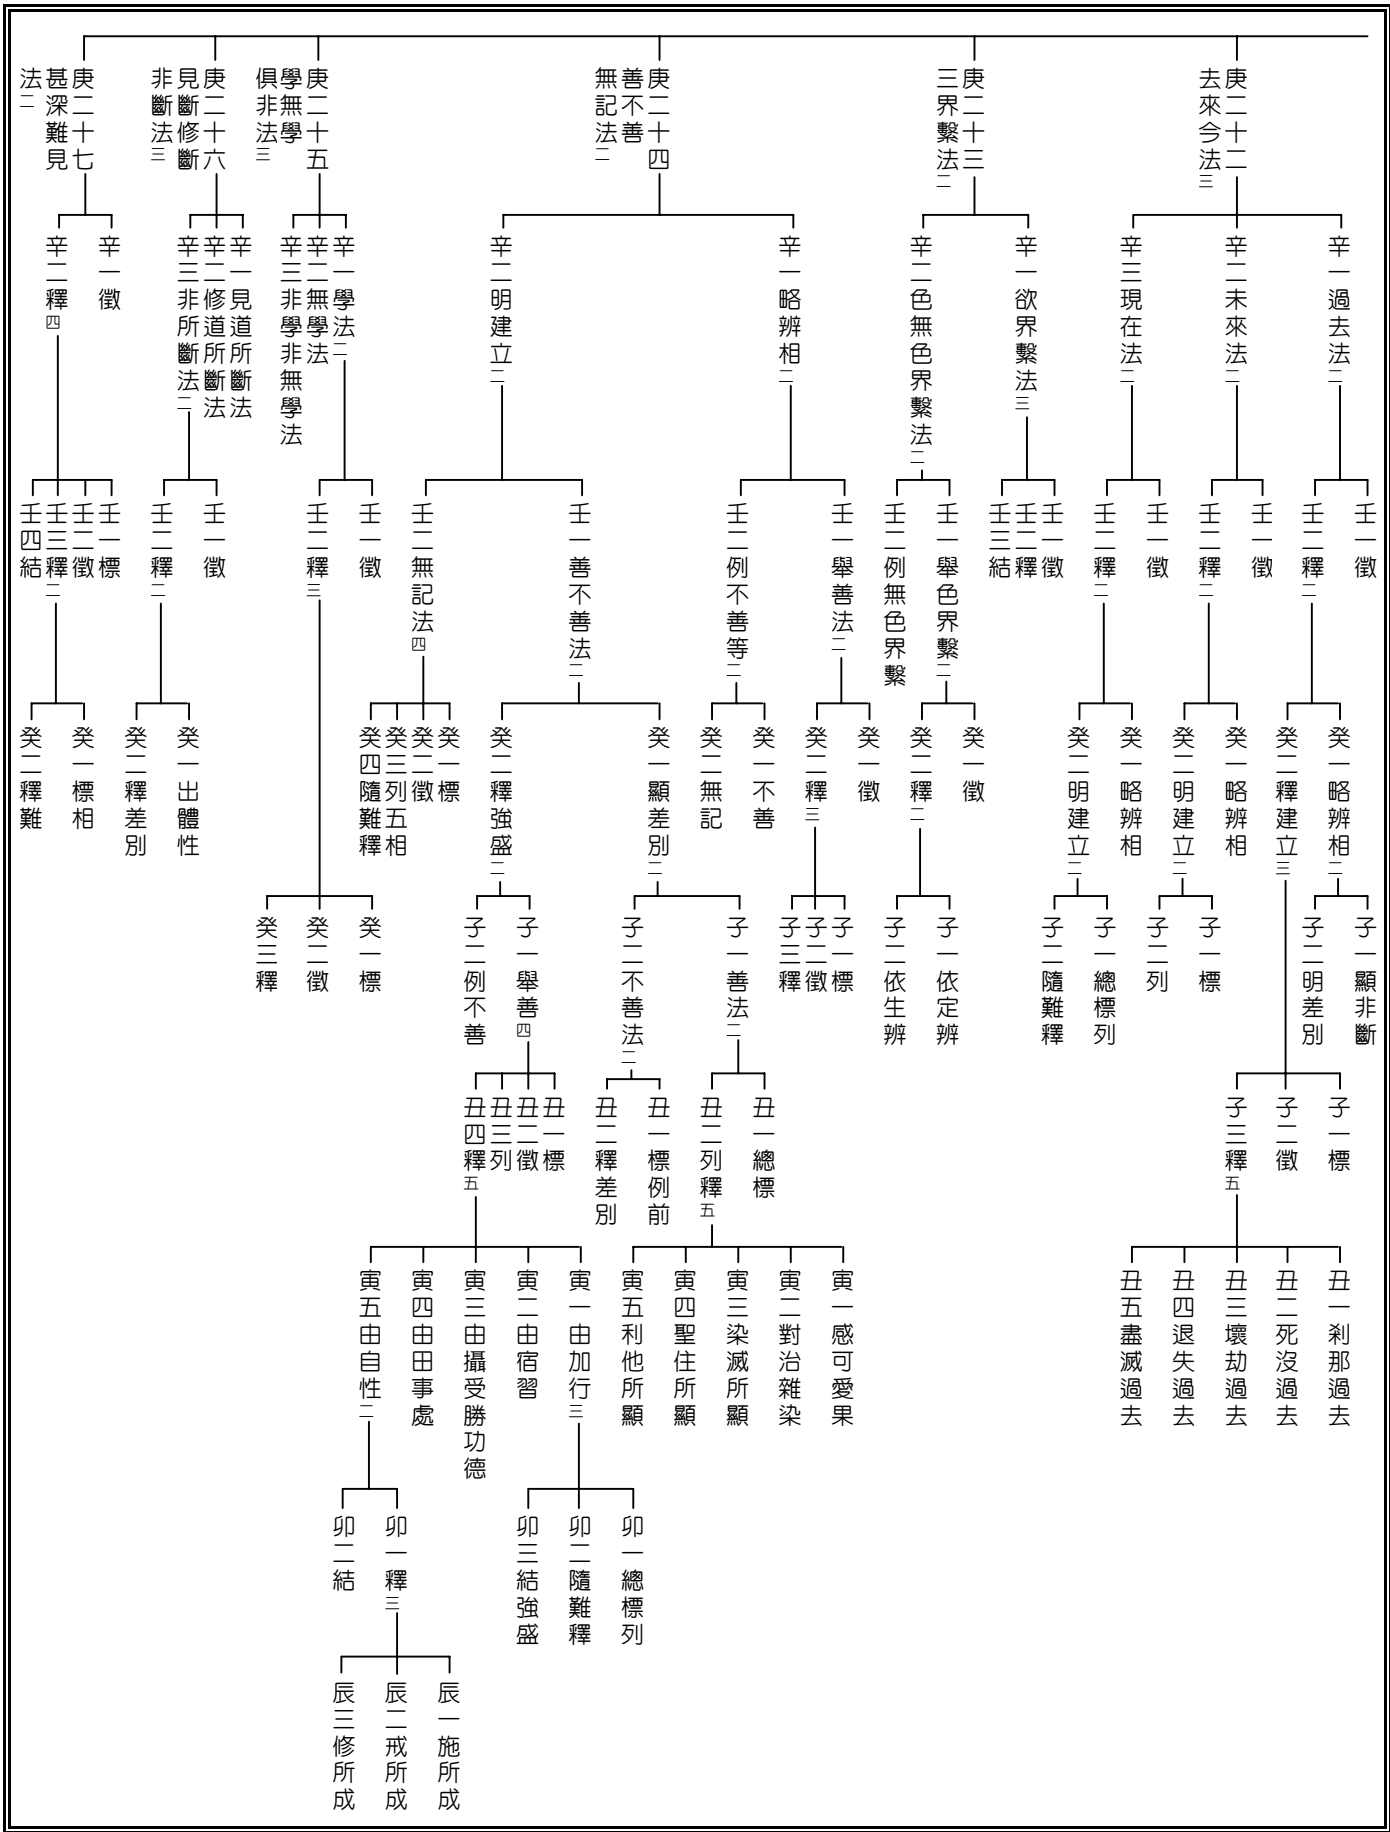 庚二十二
去來今法三
庚二十三
三界繫法二
庚二十四
善不善
無記法二
庚二十五
學無學
俱非法三
庚二十六
見斷修斷
非斷法三
庚二十七
甚深難見
法二
辛一過去法二
辛二未來法二
辛三現在法二
辛一欲界繫法三
辛二色無色界繫法二
辛一略辨相二
辛二明建立二
辛一學法二
辛二無學法
辛三非學非無學法
辛一見道所斷法
辛二修道所斷法
辛三非所斷法二
辛一徵
辛二釋四
壬一徵
壬二釋二
壬一徵
壬二釋二
壬一徵
壬二釋二
壬一徵
壬二釋
壬三結
壬一舉色界繫二
壬二例無色界繫
壬一舉善法二
壬二例不善等二
壬一善不善法二
壬二無記法四
壬一徵
壬二釋三
壬一徵
壬二釋二
壬一標
壬二徵
壬三釋二
壬四結
癸一略辨相二
癸二釋建立三
癸一略辨相
癸二明建立二
癸一略辨相
癸二明建立二
癸一徵
癸二釋二
癸一徵
癸二釋三
癸一不善
癸二無記
癸一顯差別二
癸二釋強盛二
癸一標
癸二徵
癸三列五相
癸四隨難釋
癸一標
癸二徵
癸三釋
癸一出體性
癸二釋差別
癸一標相
癸二釋難
子一顯非斷
子二明差別
子一標
子二徵
子三釋五
子一標
子二列
子一總標列
子二隨難釋
子一依定辨
子二依生辨
子一標
子二徵
子三釋
子一善法二
子二不善法二
子一舉善四
子二例不善
丑一剎那過去
丑二死沒過去
丑三壞劫過去
丑四退失過去
丑五盡滅過去
丑一總標
丑二列釋五
丑一標例前
丑二釋差別
丑一標
丑二徵
丑三列
丑四釋五
寅一感可愛果
寅二對治雜染
寅三染滅所顯
寅四聖住所顯
寅五利他所顯
寅一由加行三
寅二由宿習
寅三由攝受勝功德
寅四由田事處
寅五由自性二
卯一總標列
卯二隨難釋
卯三結強盛
卯一釋三
卯二結
辰一施所成
辰二戒所成
辰三修所成